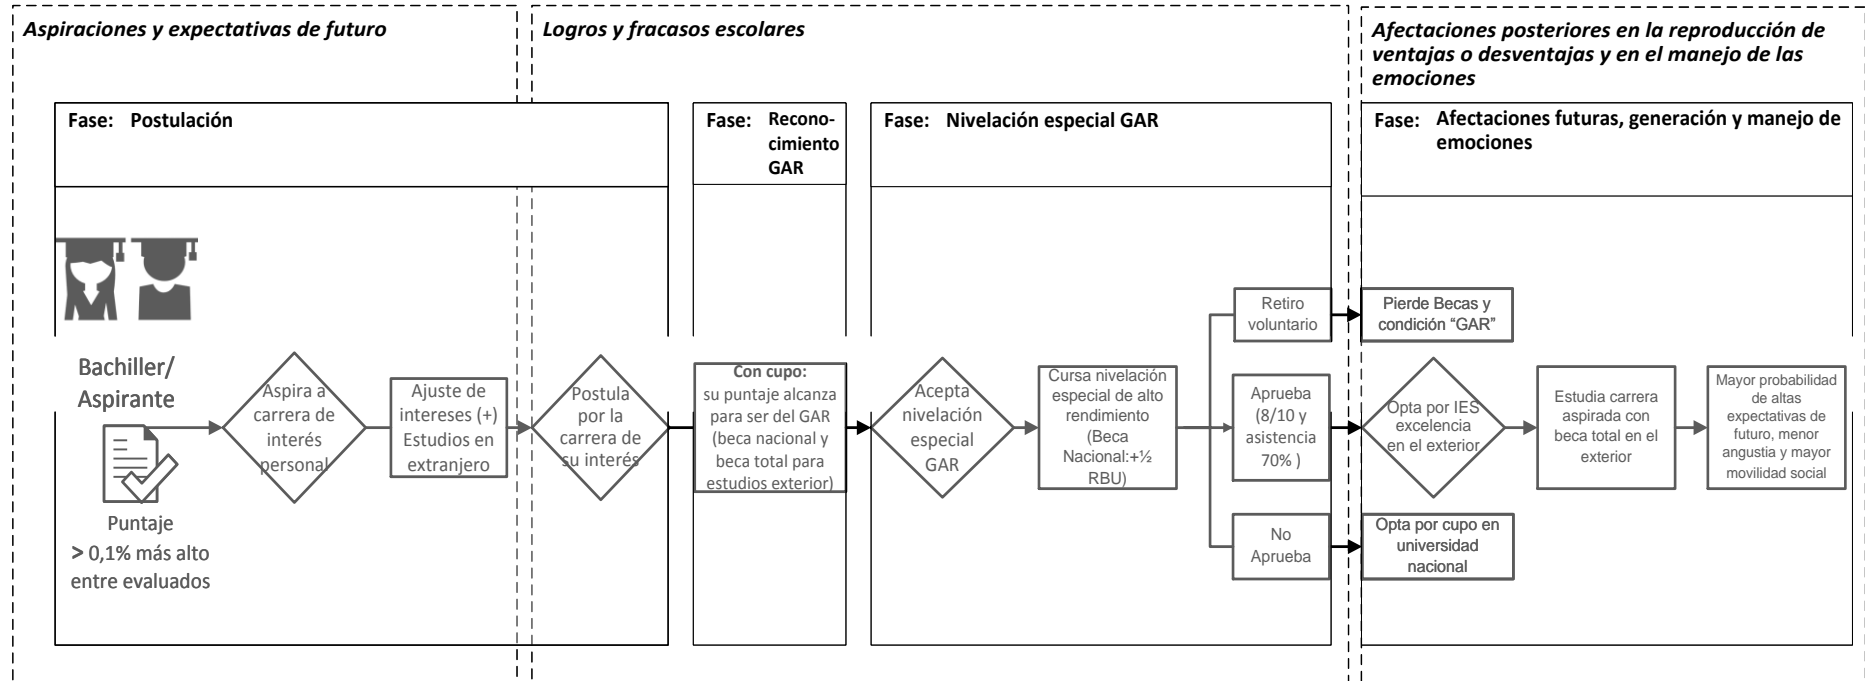 Aspiraciones y expectativas de futuro
Logros y fracasos escolares
Afectaciones posteriores en la reproducción de
ventajas o desventajas y en el manejo de las
emociones
Fase: Postulación
Fase: Recono-
cimiento
GAR
Fase: Nivelación especial GAR
Fase: Afectaciones futuras, generación y manejo de
emociones
Bachiller/
Aspirante
Puntaje
> 0,1% más alto
entre evaluados
Aspira a
carrera de
interés
personal
Ajuste de
intereses (+)
Estudios en
extranjero
Postula
por la
carrera de
su interés
Con cupo:
su puntaje alcanza
para ser del GAR
(beca nacional y
beca total para
estudios exterior)
Acepta
nivelación
especial
GAR
Cursa nivelación
especial de alto
rendimiento
(Beca
Nacional:+½
RBU)
Retiro
voluntario
Aprueba
(8/10 y
asistencia
70% )
No
Aprueba
Pierde Becas y
condición “GAR”
Opta por IES
excelencia
en el exterior
Opta por cupo en
universidad
nacional
Estudia carrera
aspirada con
beca total en el
exterior
Mayor probabilidad
de altas
expectativas de
futuro, menor
angustia y mayor
movilidad social